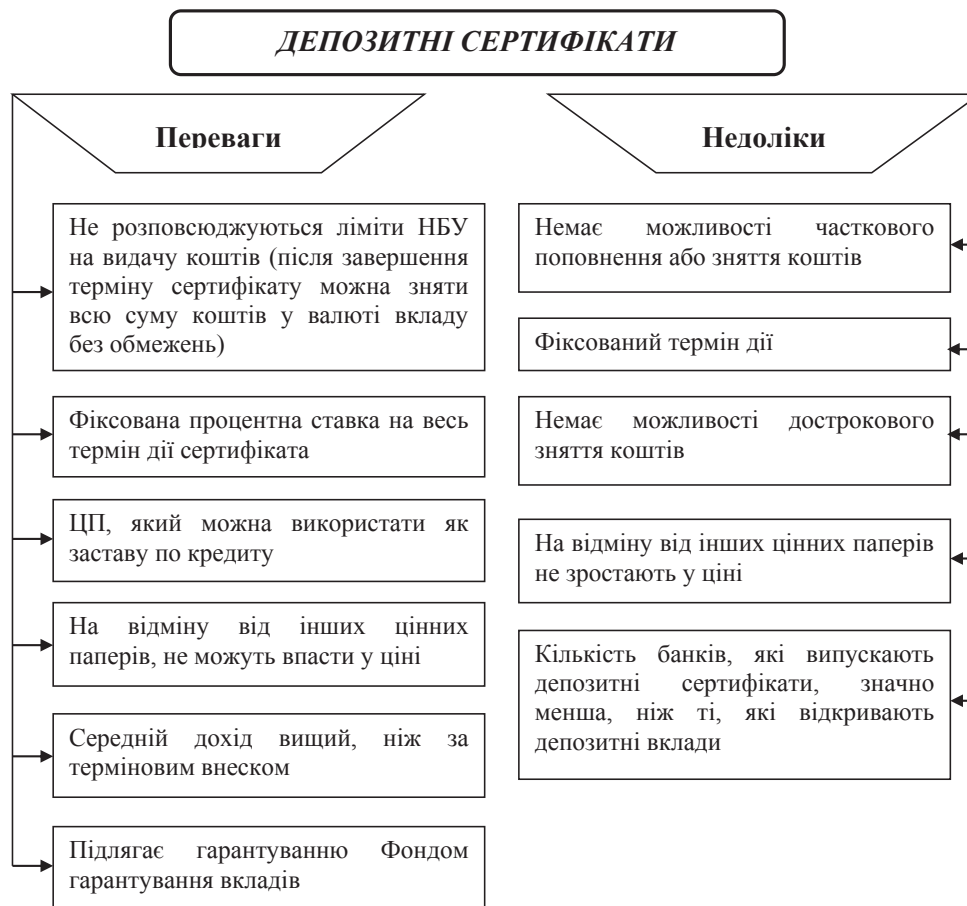 ДЕПОЗИТНІ СЕРТИФІКАТИ
Переваги
Не розповсюджуються ліміти НБУ
на видачу коштів (після завершення
терміну сертифікату можна зняти
всю суму коштів у валюті вкладу
без обмежень)
Фіксована процентна ставка на весь
термін дії сертифіката
ЦП, який можна використати як
заставу по кредиту
На відміну від інших цінних
паперів, не можуть впасти у ціні
Середній дохід вищий, ніж за
терміновим внеском
Підлягає гарантуванню Фондом
гарантування вкладів
Недоліки
Немає можливості часткового
поповнення або зняття коштів
Фіксований термін дії
Немає можливості дострокового
зняття коштів
На відміну від інших цінних паперів
не зростають у ціні
Кількість банків, які випускають
депозитні сертифікати, значно
менша, ніж ті, які відкривають
депозитні вклади